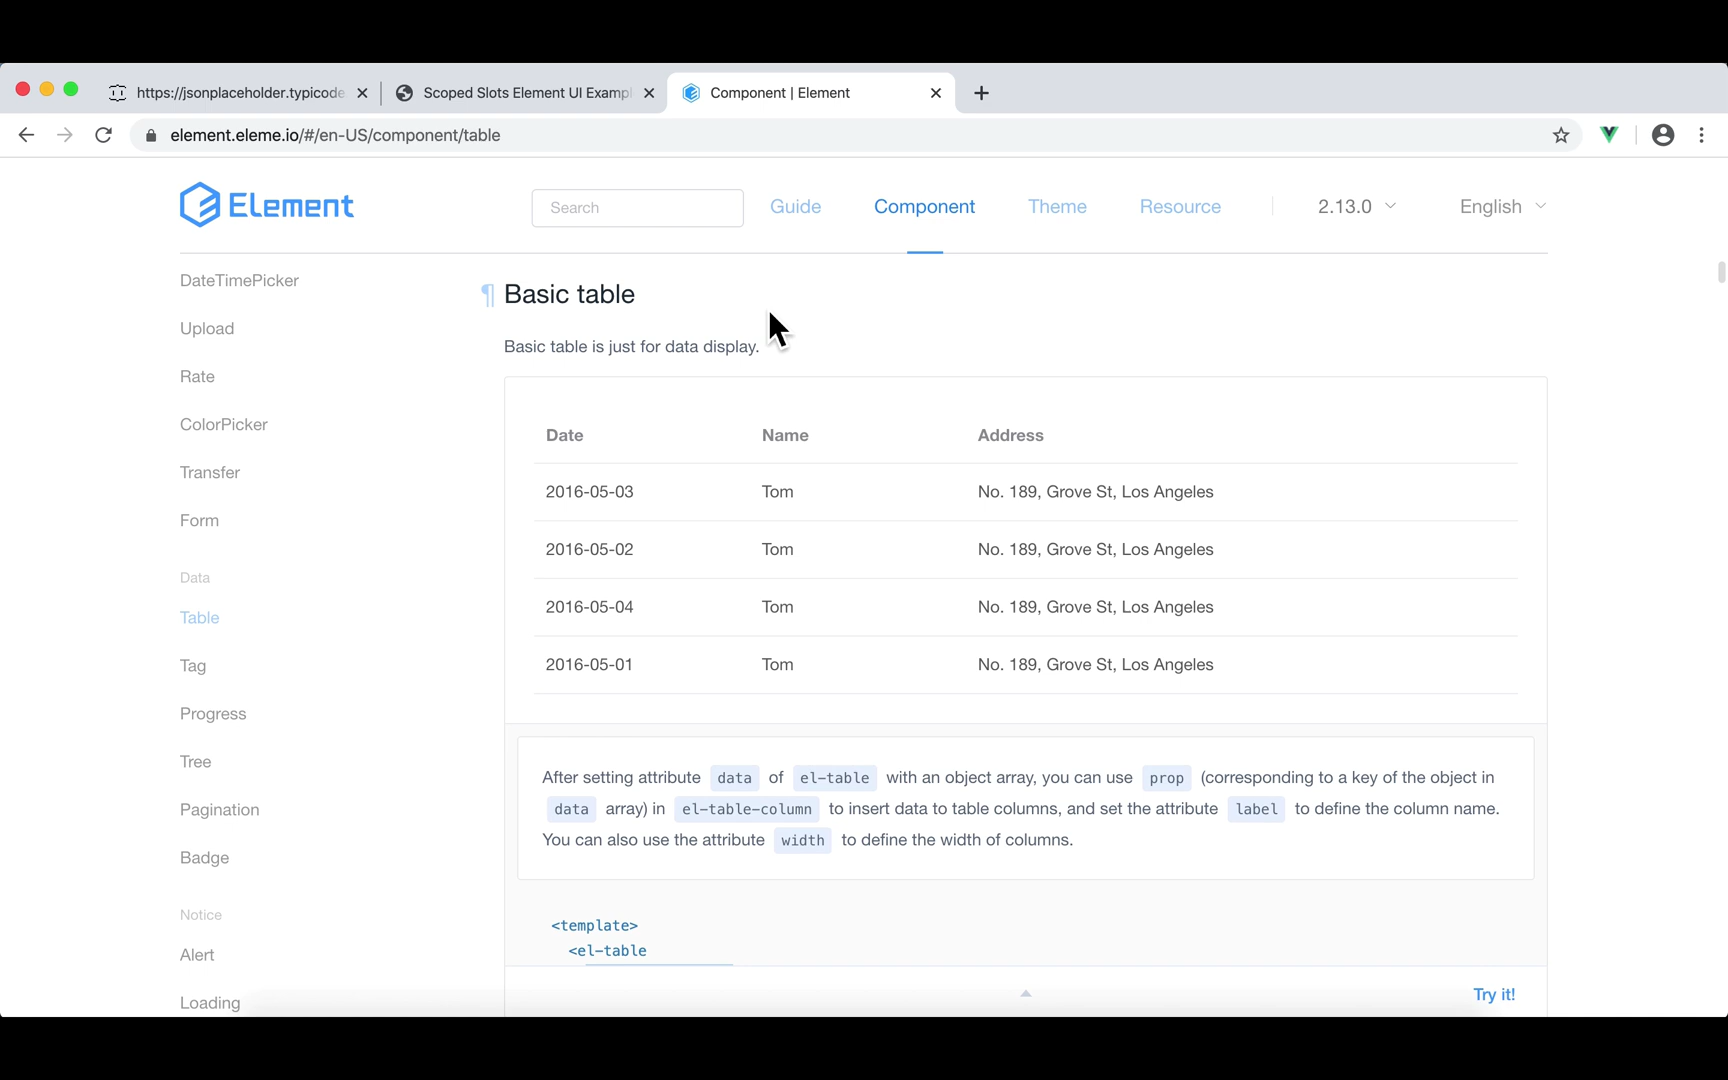 https://jsonplaceholder.typicode
Scoped Slots Element UI Exampl
Component | Element
element.eleme.io/#/en-US/component/table
Element
Search
Guide
Component
Theme
Resource
2.13.0
English
DateTimePicker
Upload
Rate
ColorPicker
Transfer
Form
Data
Table
Tag
Progress
Tree
Pagination
Badge
Notice
Alert
Loading
¶ Basic table
Basic table is just for data display.
Date Name Address
2016-05-03 Tom No. 189, Grove St, Los Angeles
2016-05-02 Tom No. 189, Grove St, Los Angeles
2016-05-04 Tom No. 189, Grove St, Los Angeles
2016-05-01 Tom No. 189, Grove St, Los Angeles
After setting attribute data of el-table with an object array, you can use prop (corresponding to a key of the object in
data array) in el-table-column to insert data to table columns, and set the attribute label to define the column name.
You can also use the attribute width to define the width of columns.
<template>
<el-table
Try it!